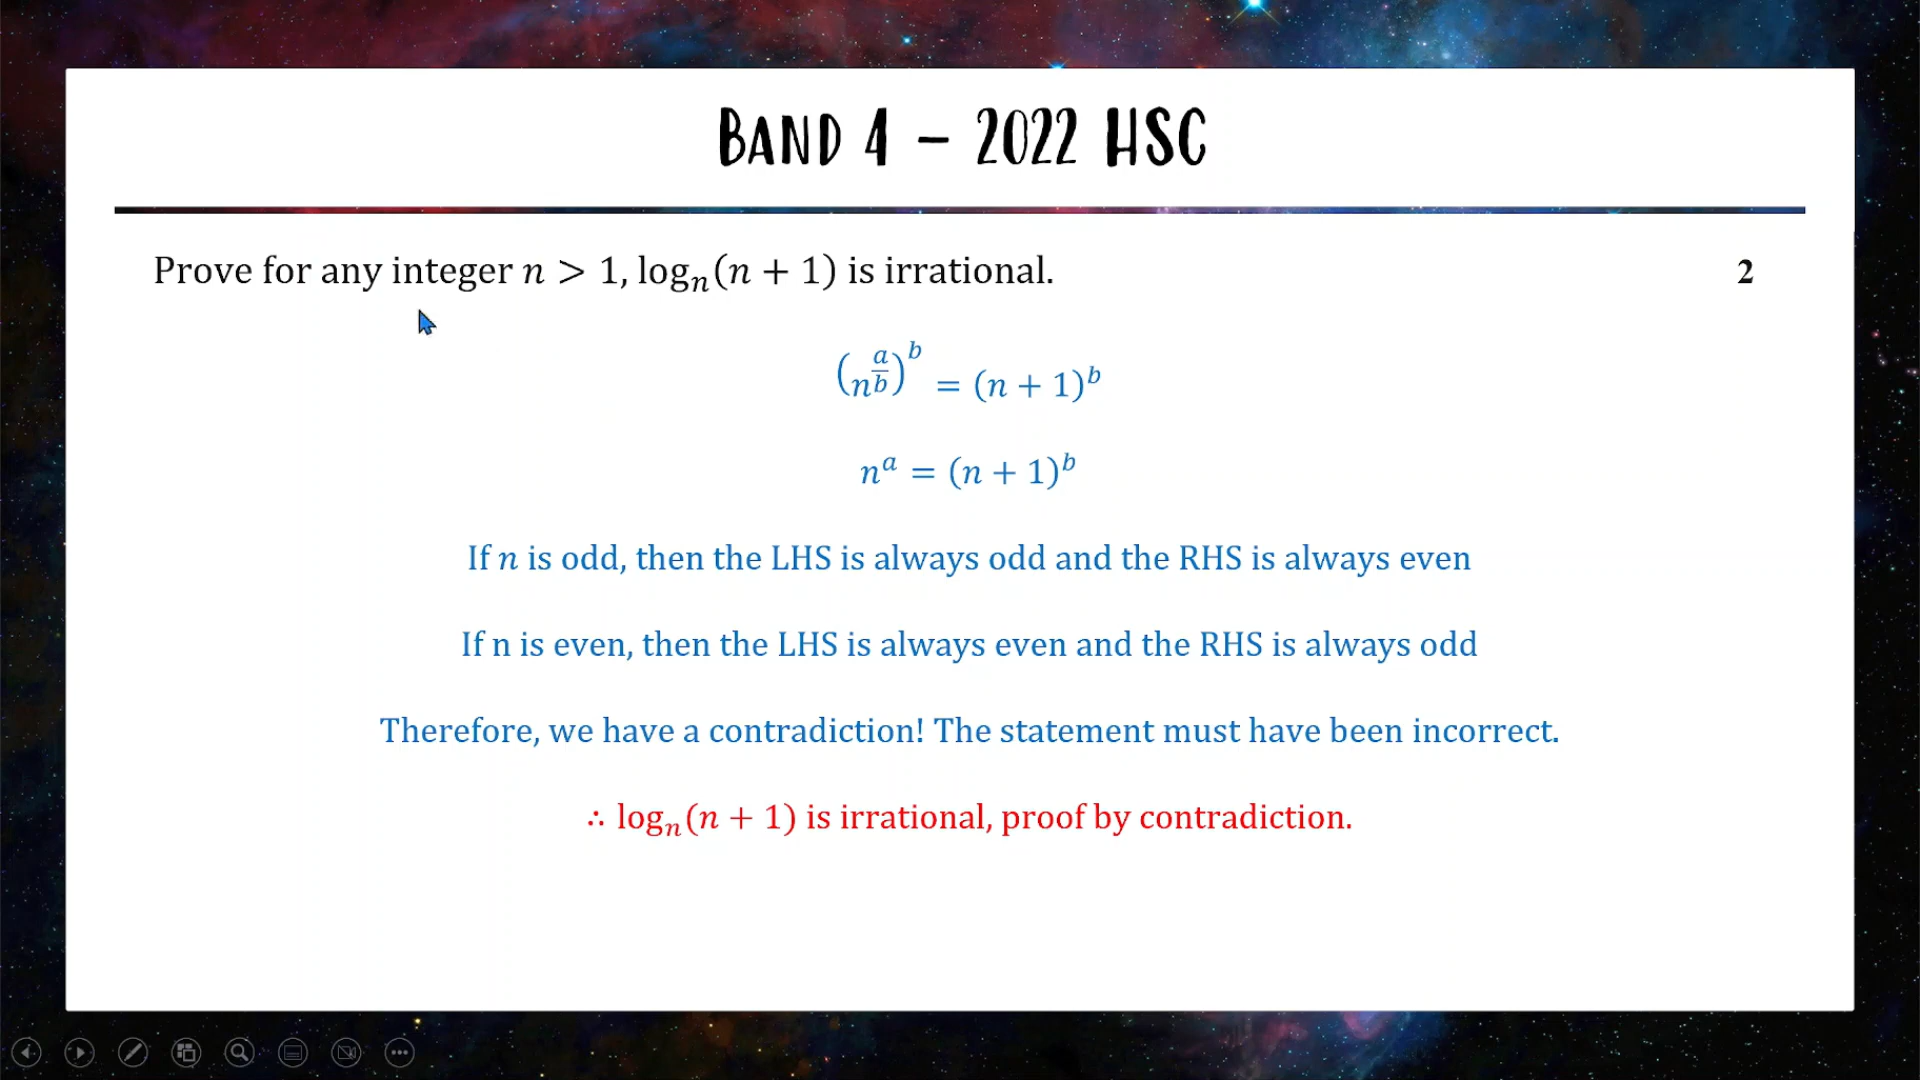 BAND 4 – 2022 HSC
Prove for any integer n > 1, logₙ(n + 1) is irrational. 2
(n^(a/b))^b = (n + 1)^b
n^a = (n + 1)^b
If n is odd, then the LHS is always odd and the RHS is always even
If n is even, then the LHS is always even and the RHS is always odd
Therefore, we have a contradiction! The statement must have been incorrect.
∴ logₙ(n + 1) is irrational, proof by contradiction.